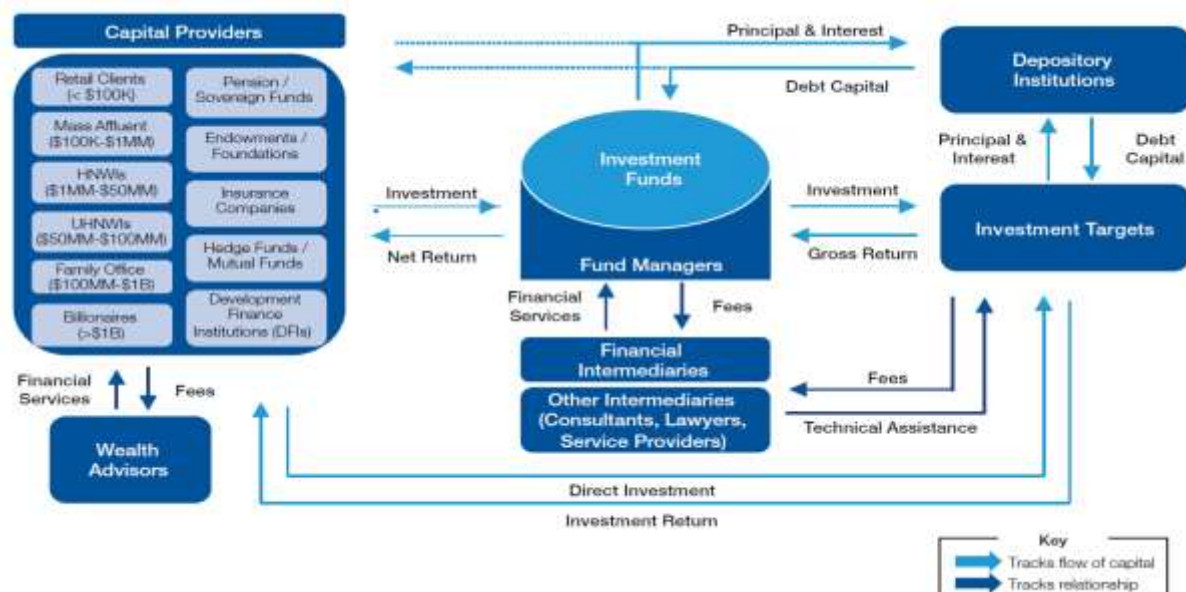 Capital Providers
Retail Clients
(< $100K)
Mass Affluent
($100K-$1MM)
HNWIs
($1MM-$50MM)
UHNWIs
($50MM-$100MM)
Family Office
($100MM-$1B)
Billionaires
(>$1B)
Pension /
Sovereign Funds
Endowments /
Foundations
Insurance
Companies
Hedge Funds /
Mutual Funds
Development
Finance
Institutions (DFIs)
Financial
Services
Fees
Wealth
Advisors
Principal & Interest
Debt Capital
Investment
Net Return
Investment
Funds
Fund Managers
Financial
Services
Fees
Financial
Intermediaries
Other Intermediaries
(Consultants, Lawyers,
Service Providers)
Investment
Gross Return
Depository
Institutions
Principal &
Interest
Debt
Capital
Investment Targets
Fees
Technical Assistance
Direct Investment
Investment Return
Key
Tracks flow of capital
Tracks relationship